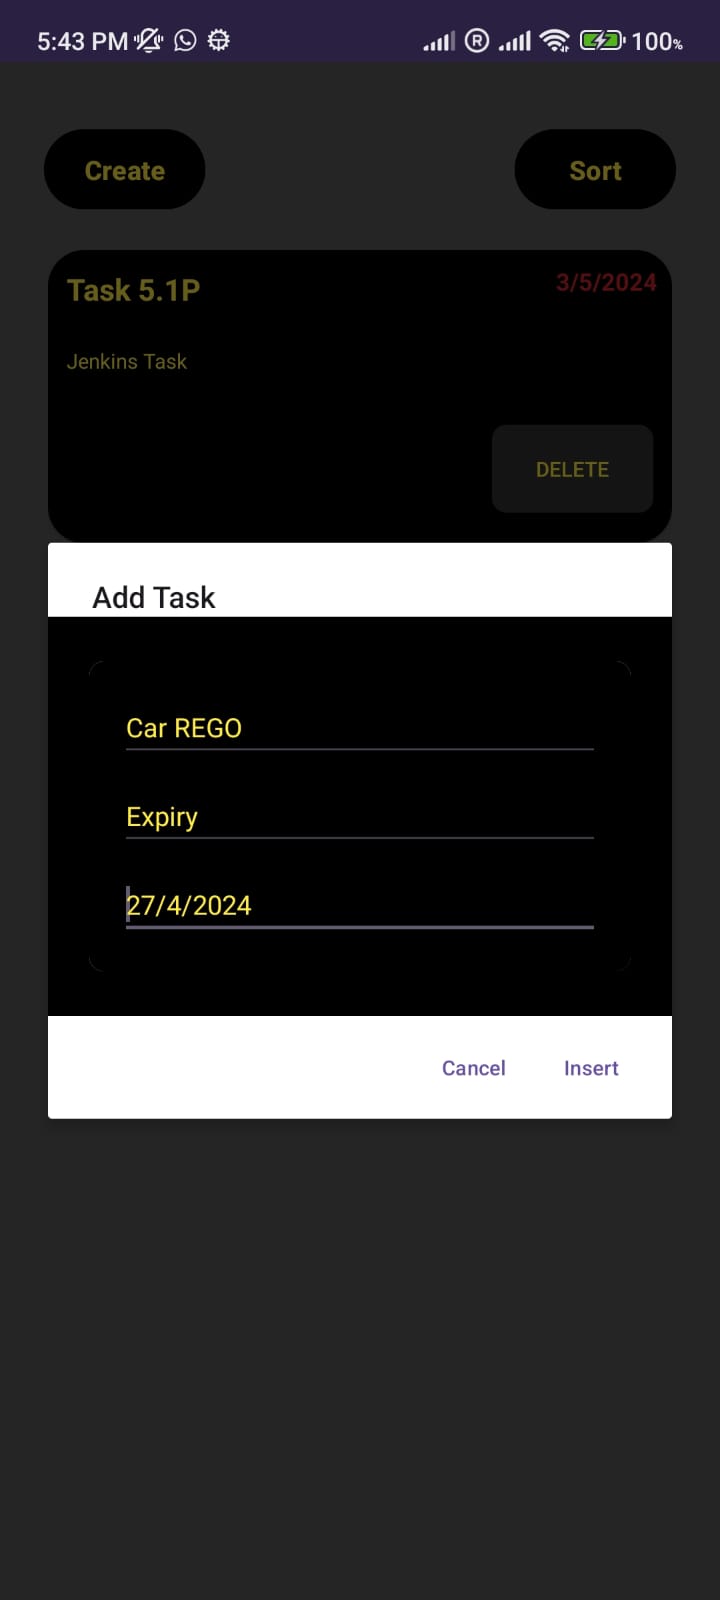 5:43 PM 100%
Create Sort
Task 5.1P 3/5/2024
Jenkins Task
DELETE
Add Task
Car REGO
Expiry
27/4/2024
Cancel Insert